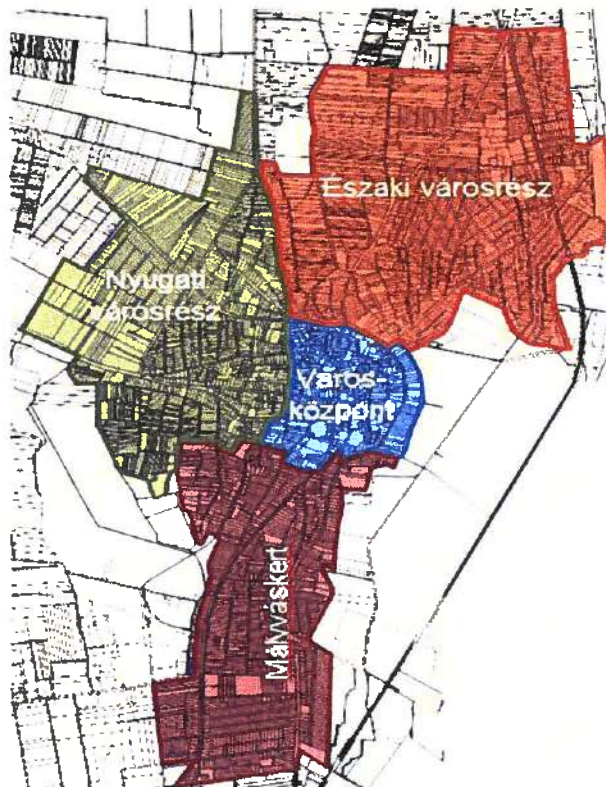 Északi városrész
Nyugati
városrész
Város-
központ
Mályváskert